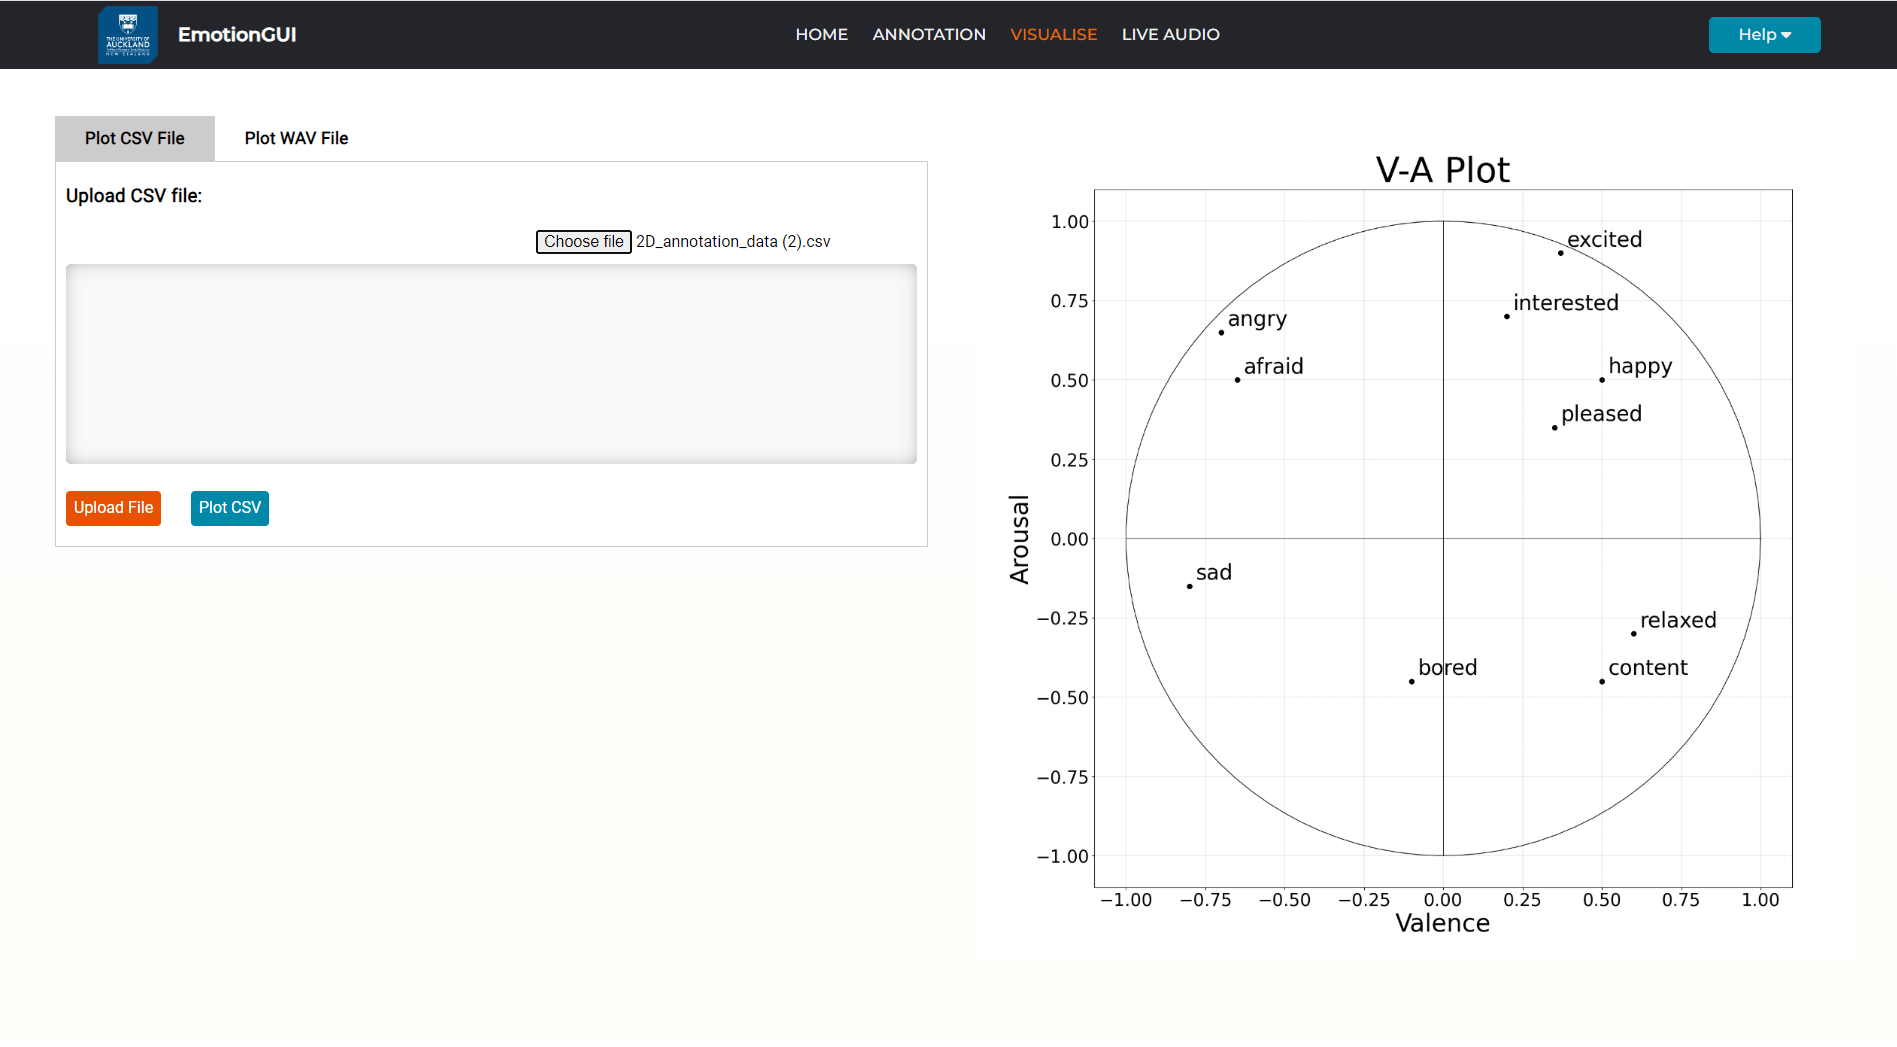 THE UNIVERSITY OF
AUCKLAND
NEW ZEALAND
EmotionGUI
HOME
ANNOTATION
VISUALISE
LIVE AUDIO
Help
Plot CSV File
Plot WAV File
Upload CSV file:
Choose file 2D_annotation_data (2).csv
Upload File
Plot CSV
V-A Plot
1.00
0.75
0.50
0.25
0.00
−0.25
−0.50
−0.75
−1.00
Arousal
excited
interested
angry
afraid
happy
pleased
sad
relaxed
bored
content
−1.00 −0.75 −0.50 −0.25 0.00 0.25 0.50 0.75 1.00
Valence